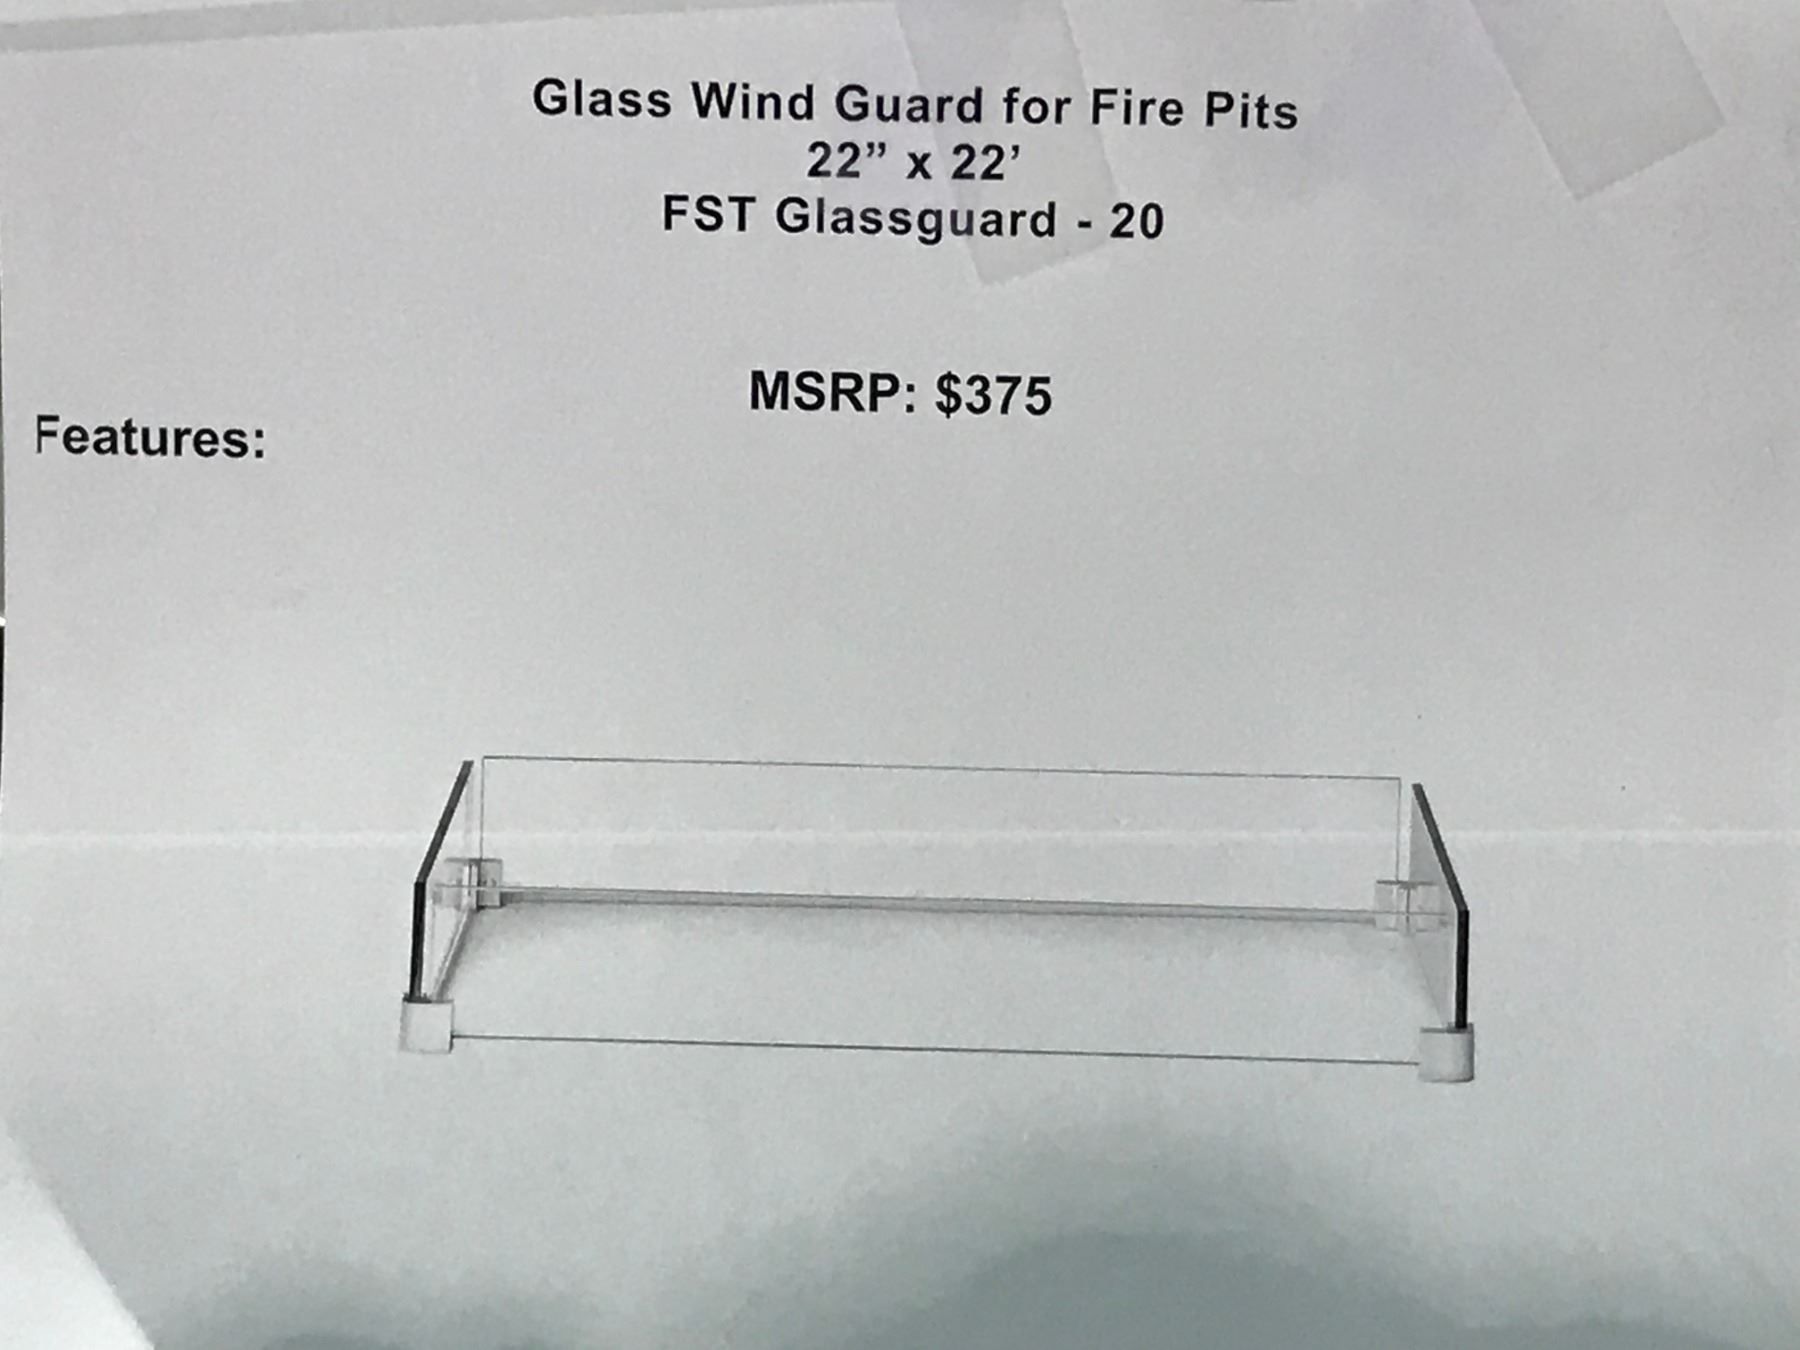 Glass Wind Guard for Fire Pits
22” x 22’
FST Glassguard - 20
MSRP: $375
Features: